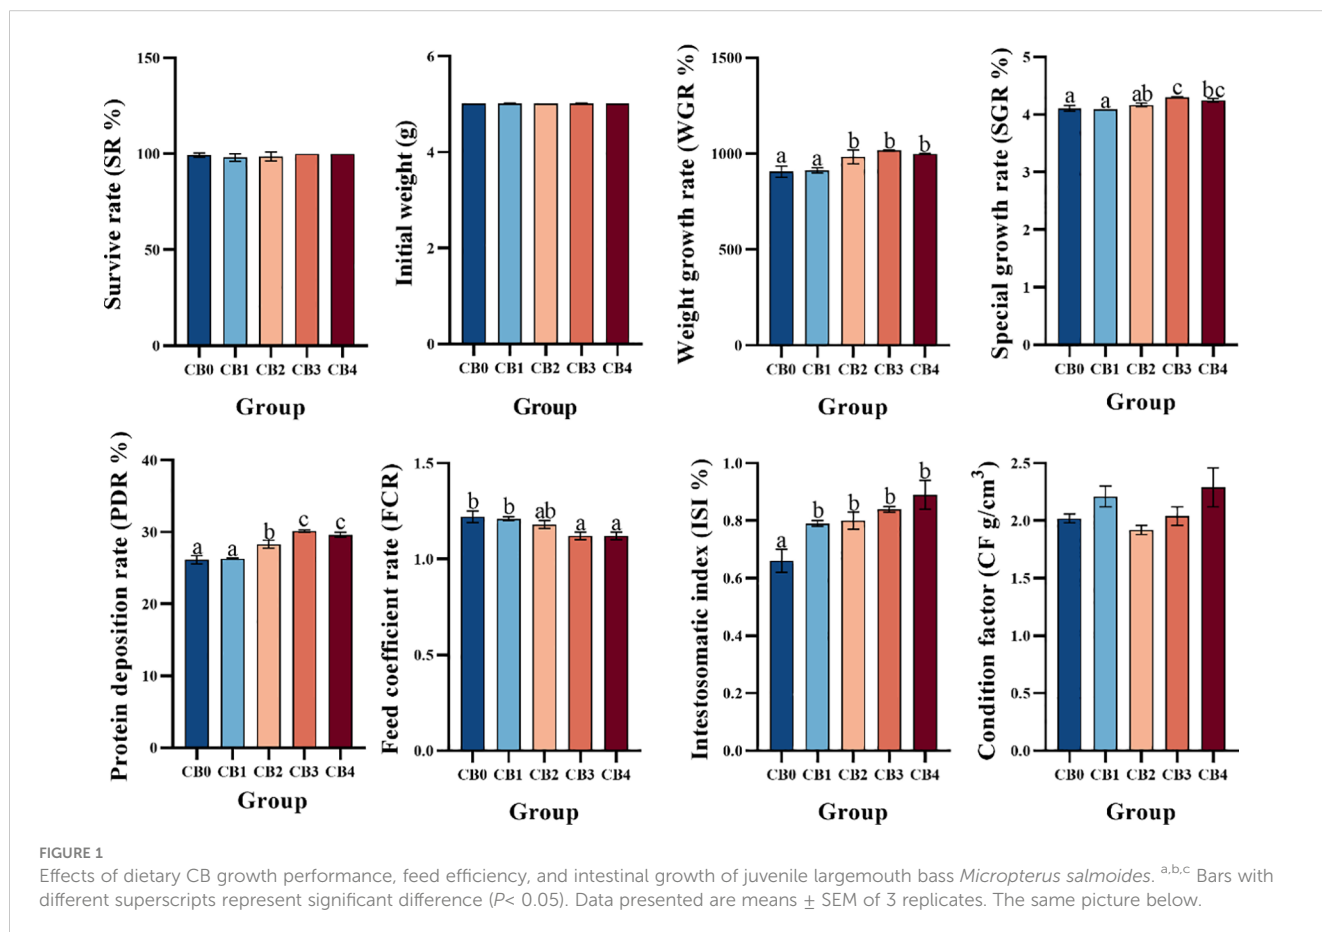 Survive rate (SR %)
150
100
50
0
CB0 CB1 CB2 CB3 CB4
Group
Initial weight (g)
6
4
2
0
CB0 CB1 CB2 CB3 CB4
Group
Weight growth rate (WGR %)
1500
1000
500
0
a a b b b
CB0 CB1 CB2 CB3 CB4
Group
Special growth rate (SGR %)
5
4
3
2
1
0
a a ab c bc
CB0 CB1 CB2 CB3 CB4
Group
Protein deposition rate (PDR %)
40
30
20
10
0
a a b c c
CB0 CB1 CB2 CB3 CB4
Group
Feed coefficient rate (FCR)
1.5
1.0
0.5
0.0
b b ab a a
CB0 CB1 CB2 CB3 CB4
Group
Intestosomatic index (ISI %)
1.0
0.8
0.6
0.4
0.2
0.0
a b b b b
CB0 CB1 CB2 CB3 CB4
Group
Condition factor (CF g/cm³)
2.5
2.0
1.5
1.0
0.5
0.0
CB0 CB1 CB2 CB3 CB4
Group
FIGURE 1
Effects of dietary CB growth performance, feed efficiency, and intestinal growth of juvenile largemouth bass Micropterus salmoides. a,b,c Bars with
different superscripts represent significant difference (P< 0.05). Data presented are means ± SEM of 3 replicates. The same picture below.